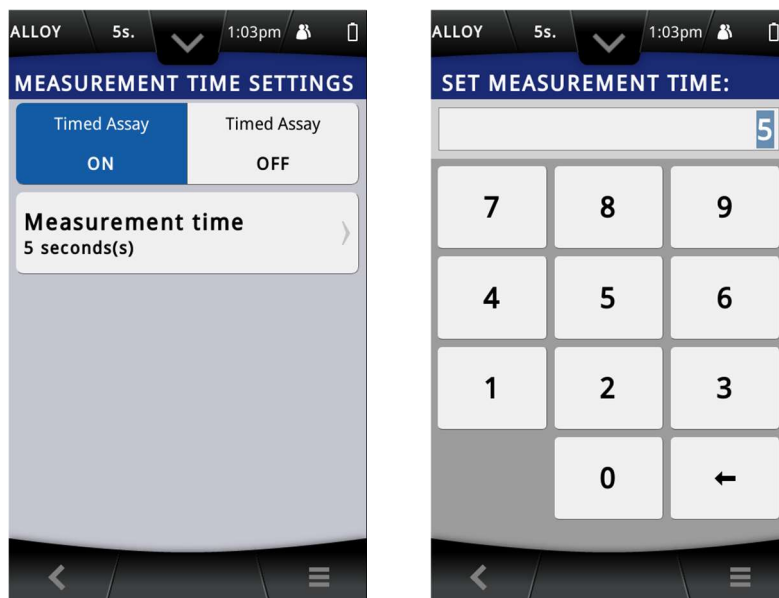 ALLOY 5s. 1:03pm
MEASUREMENT TIME SETTINGS
Timed Assay Timed Assay
ON OFF
Measurement time
5 seconds(s)
ALLOY 5s. 1:03pm
SET MEASUREMENT TIME:
5
7 8 9
4 5 6
1 2 3
0